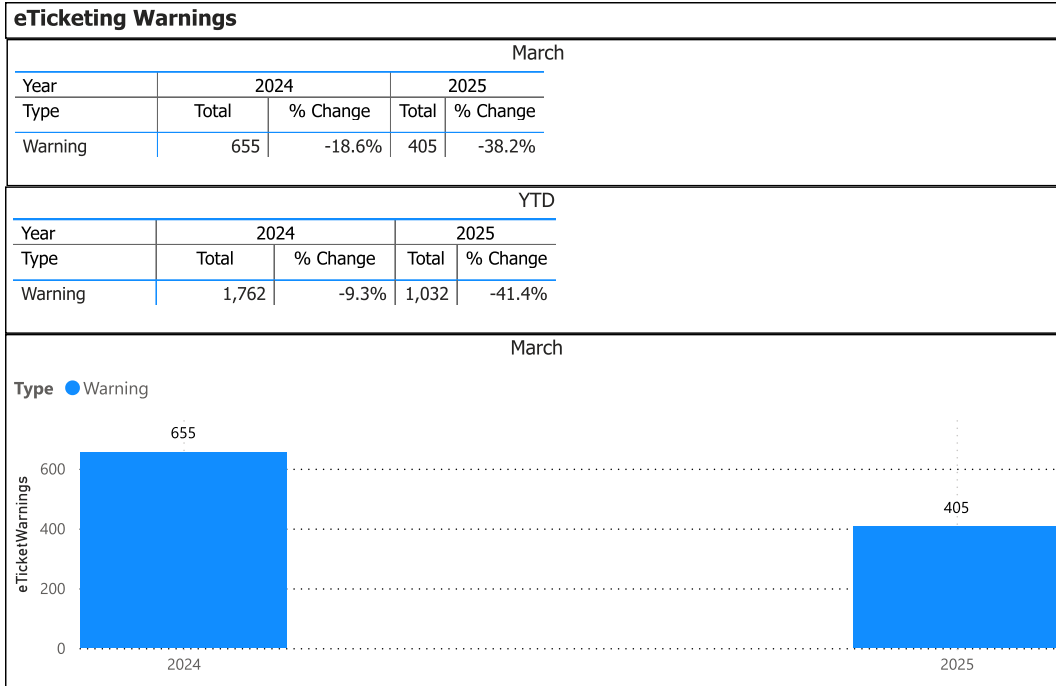 eTicketing Warnings
March
Year 2024 2025
Type Total % Change Total % Change
Warning 655 -18.6% 405 -38.2%
YTD
Year 2024 2025
Type Total % Change Total % Change
Warning 1,762 -9.3% 1,032 -41.4%
March
Type Warning
655
600
405
400
200
0
eTicketWarnings
2024 2025